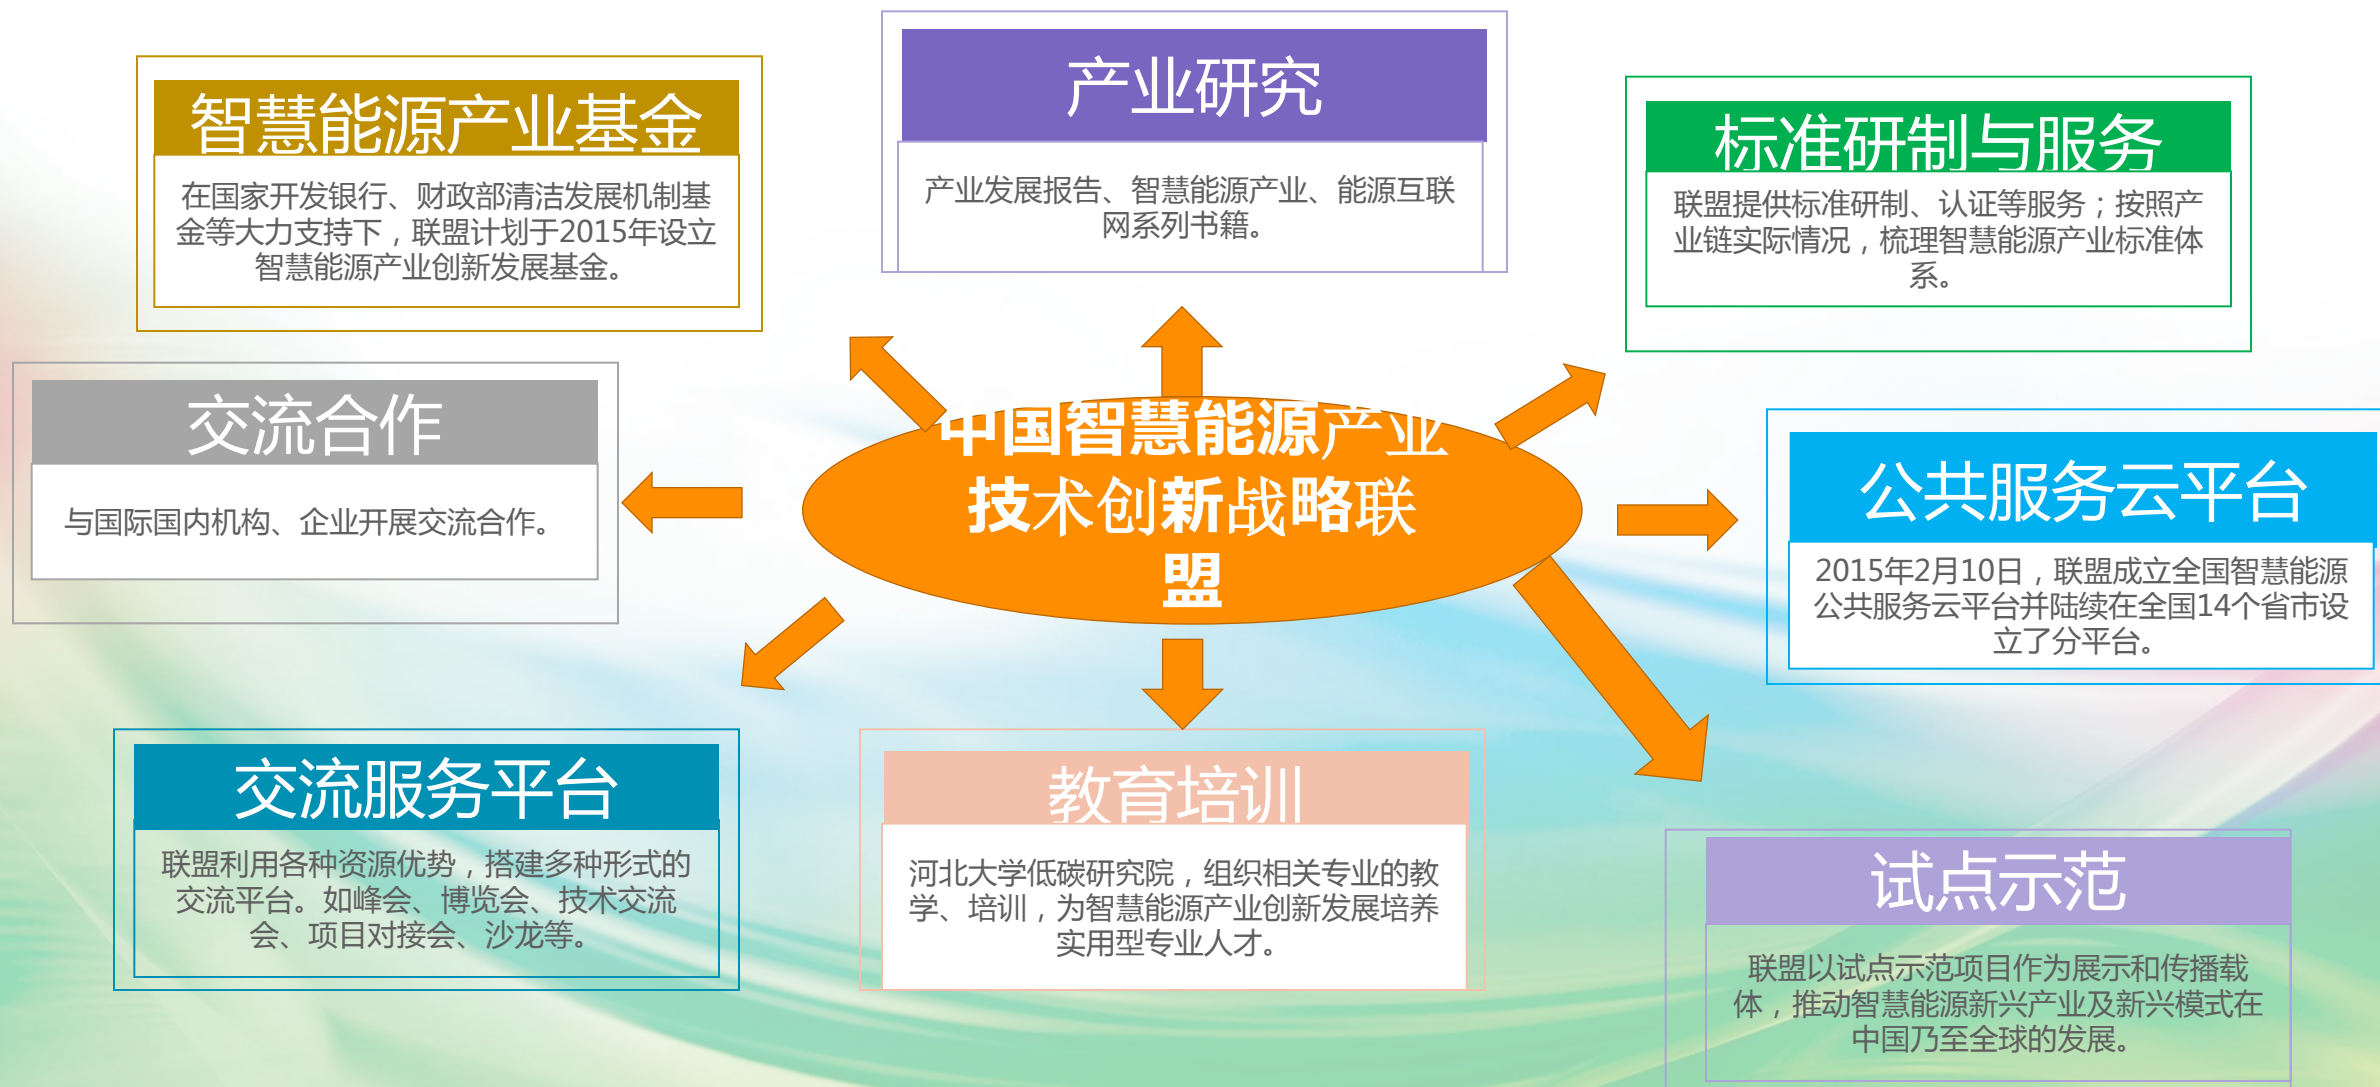 产业研究
产业发展报告、智慧能源产业、能源互联
网系列书籍。
智慧能源产业基金
在国家开发银行、财政部清洁发展机制基
金等大力支持下，联盟计划于2015年设立
智慧能源产业创新发展基金。
标准研制与服务
联盟提供标准研制、认证等服务；按照产
业链实际情况，梳理智慧能源产业标准体
系。
交流合作
与国际国内机构、企业开展交流合作。
中国智慧能源产业
技术创新战略联
盟
公共服务云平台
2015年2月10日，联盟成立全国智慧能源
公共服务云平台并陆续在全国14个省市设
立了分平台。
交流服务平台
联盟利用各种资源优势，搭建多种形式的
交流平台。如峰会、博览会、技术交流
会、项目对接会、沙龙等。
教育培训
河北大学低碳研究院，组织相关专业的教
学、培训，为智慧能源产业创新发展培养
实用型专业人才。
试点示范
联盟以试点示范项目作为展示和传播载
体，推动智慧能源新兴产业及新兴模式在
中国乃至全球的发展。